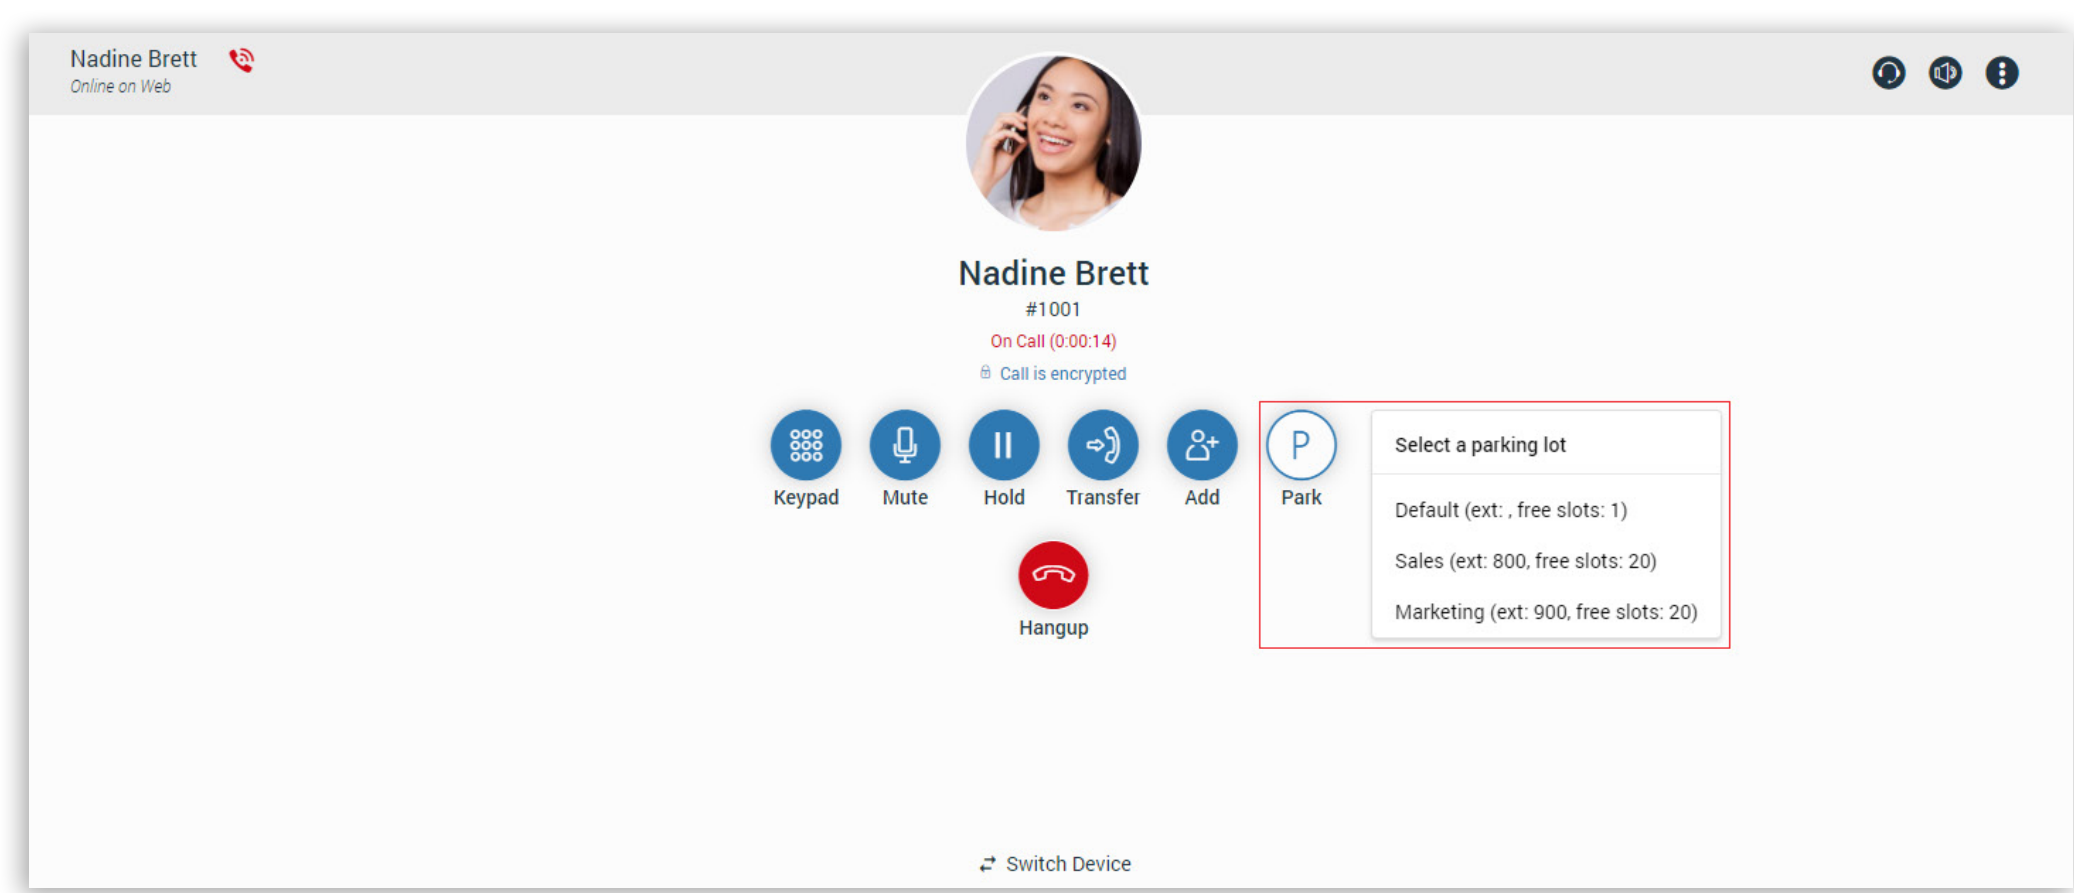 Nadine Brett
Online on Web
Nadine Brett
#1001
On Call (0:00:14)
Call is encrypted
Keypad
Mute
Hold
Transfer
Add
P
Park
Select a parking lot
Default (ext: , free slots: 1)
Sales (ext: 800, free slots: 20)
Marketing (ext: 900, free slots: 20)
Hangup
Switch Device